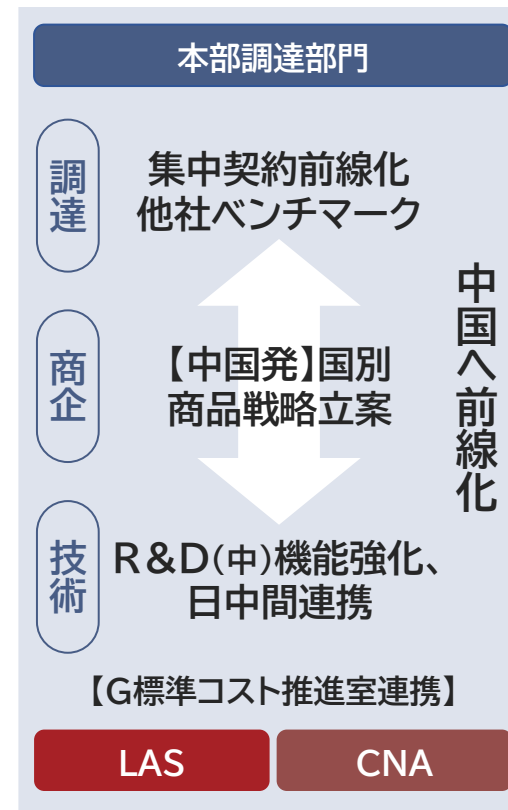 本部調達部門
調達
集中契約前線化
他社ベンチマーク
商企
【中国発】国別
商品戦略立案
中国へ前線化
技術
R&D(中)機能強化、
日中間連携
【G標準コスト推進室連携】
LAS
CNA